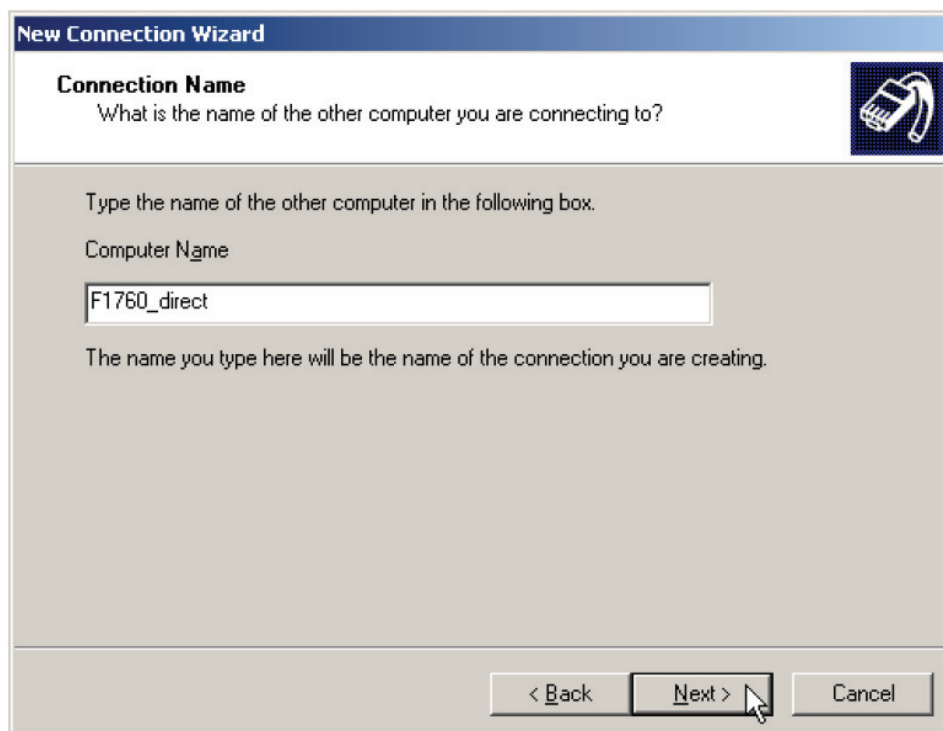 New Connection Wizard
Connection Name
What is the name of the other computer you are connecting to?
Type the name of the other computer in the following box.
Computer Name
F1760_direct
The name you type here will be the name of the connection you are creating.
< Back Next > Cancel